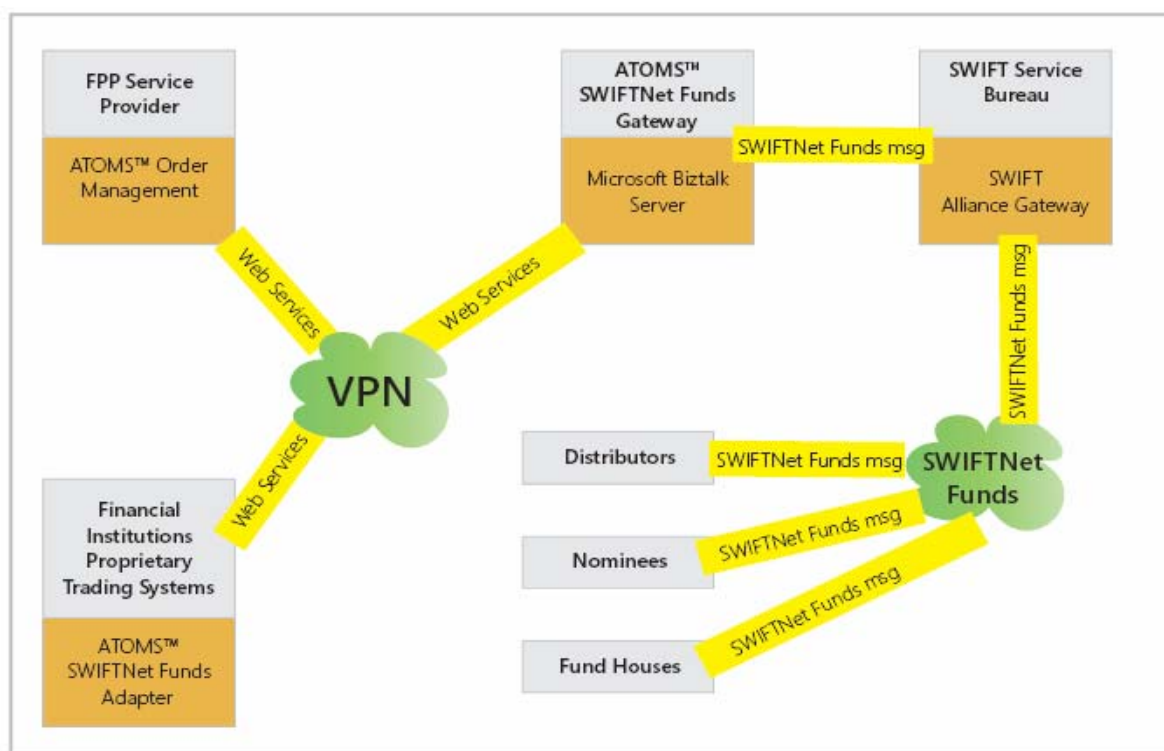 FPP Service
Provider
ATOMS™ Order
Management
ATOMS™
SWIFTNet Funds
Gateway
Microsoft Biztalk
Server
SWIFTNet Funds msg
SWIFT Service
Bureau
SWIFT
Alliance Gateway
Web Services
Web Services
SWIFTNet Funds msg
VPN
Web Services
Distributors
SWIFTNet Funds msg
SWIFTNet
Funds
Financial
Institutions
Proprietary
Trading Systems
ATOMS™
SWIFTNet Funds
Adapter
Nominees
SWIFTNet Funds msg
Fund Houses
SWIFTNet Funds msg